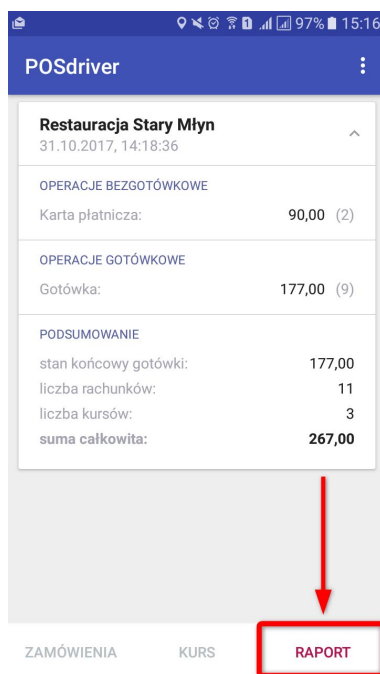 97% 15:16
POSdriver
Restauracja Stary Młyn
31.10.2017, 14:18:36
OPERACJE BEZGOTÓWKOWE
Karta płatnicza: 90,00 (2)
OPERACJE GOTÓWKOWE
Gotówka: 177,00 (9)
PODSUMOWANIE
stan końcowy gotówki: 177,00
liczba rachunków: 11
liczba kursów: 3
suma całkowita: 267,00
ZAMÓWIENIA KURS RAPORT